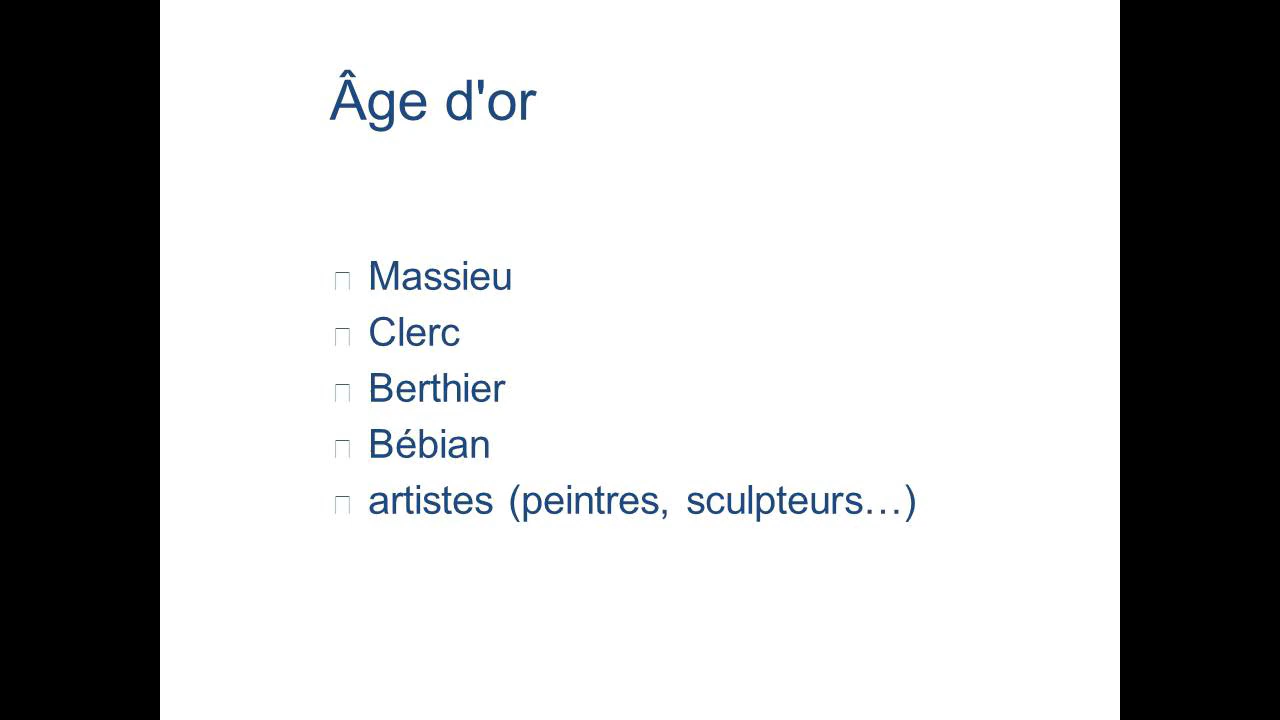 Âge d'or
Massieu
Clerc
Berthier
Bébian
artistes (peintres, sculpteurs…)